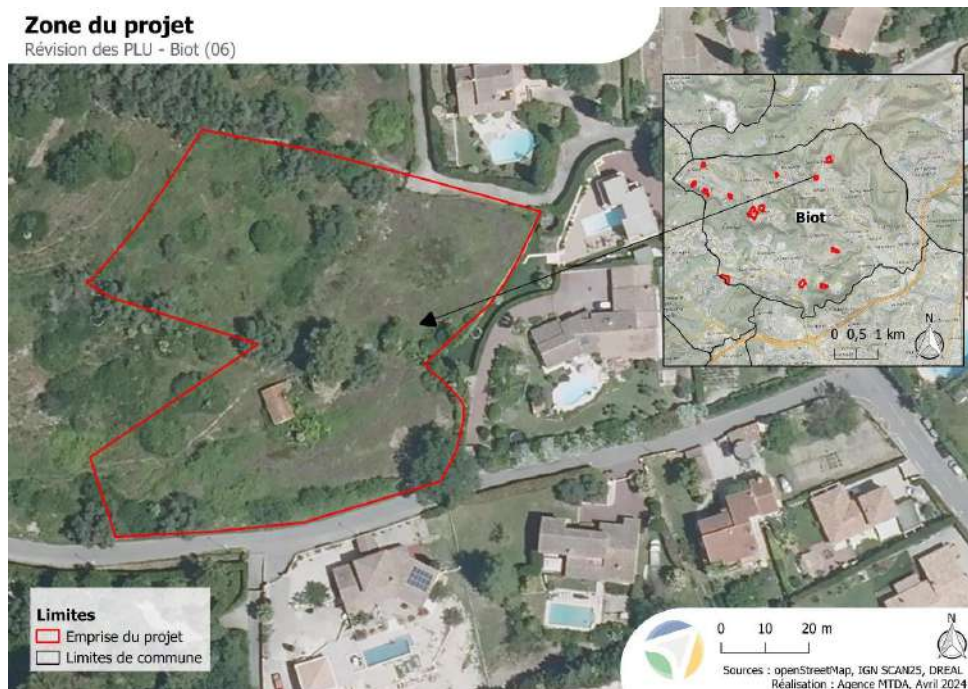 Zone du projet
Révision des PLU - Biot (06)
Biot
N
0 0,5 1 km
Limites
Emprise du projet
Limites de commune
0 10 20 m
N
Sources : openStreetMap, IGN SCAN25, DREAL
Réalisation : Agence MTDA, Avril 2024